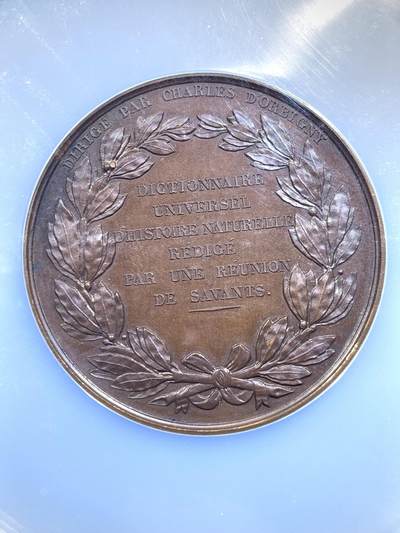 DIRIGÉ PAR CHARLES D'ORBIGNY
DICTIONNAIRE
UNIVERSEL
D'HISTOIRE NATURELLE
RÉDIGÉ
PAR UNE RÉUNION
DE SAVANTS.